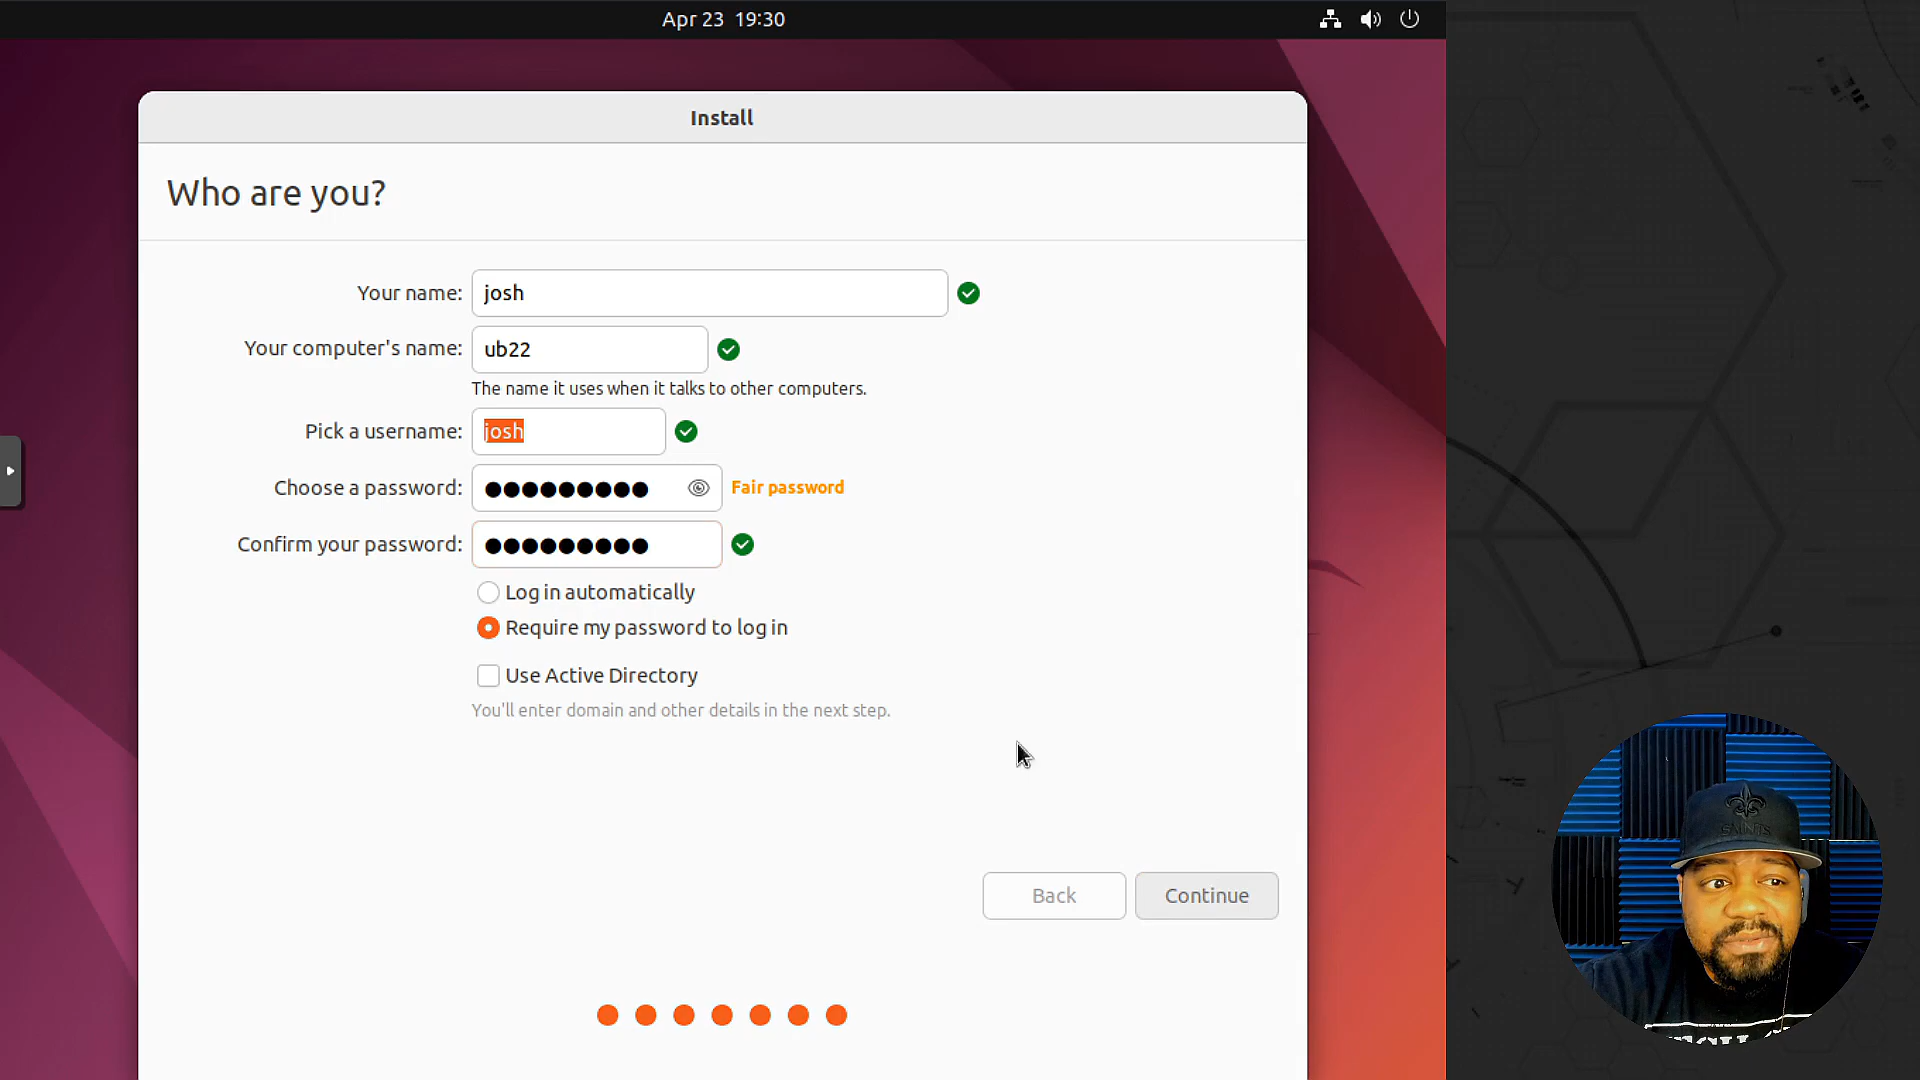 Apr 23 19:30
Install
Who are you?
Your name: josh
Your computer's name: ub22
The name it uses when it talks to other computers.
Pick a username: josh
Choose a password: ●●●●●●●●● Fair password
Confirm your password: ●●●●●●●●●
Log in automatically
Require my password to log in
Use Active Directory
You'll enter domain and other details in the next step.
Back Continue
SAINTS